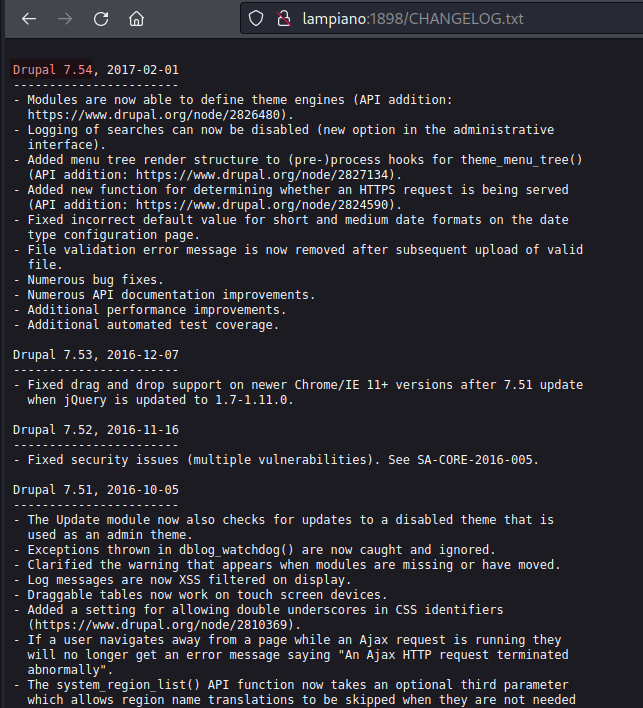 lampiano:1898/CHANGELOG.txt
Drupal 7.54, 2017-02-01
-----------------------
- Modules are now able to define theme engines (API addition:
  https://www.drupal.org/node/2826480).
- Logging of searches can now be disabled (new option in the administrative
  interface).
- Added menu tree render structure to (pre-)process hooks for theme_menu_tree()
  (API addition: https://www.drupal.org/node/2827134).
- Added new function for determining whether an HTTPS request is being served
  (API addition: https://www.drupal.org/node/2824590).
- Fixed incorrect default value for short and medium date formats on the date
  type configuration page.
- File validation error message is now removed after subsequent upload of valid
  file.
- Numerous bug fixes.
- Numerous API documentation improvements.
- Additional performance improvements.
- Additional automated test coverage.

Drupal 7.53, 2016-12-07
-----------------------
- Fixed drag and drop support on newer Chrome/IE 11+ versions after 7.51 update
  when jQuery is updated to 1.7-1.11.0.

Drupal 7.52, 2016-11-16
-----------------------
- Fixed security issues (multiple vulnerabilities). See SA-CORE-2016-005.

Drupal 7.51, 2016-10-05
-----------------------
- The Update module now also checks for updates to a disabled theme that is
  used as an admin theme.
- Exceptions thrown in dblog_watchdog() are now caught and ignored.
- Clarified the warning that appears when modules are missing or have moved.
- Log messages are now XSS filtered on display.
- Draggable tables now work on touch screen devices.
- Added a setting for allowing double underscores in CSS identifiers
  (https://www.drupal.org/node/2810369).
- If a user navigates away from a page while an Ajax request is running they
  will no longer get an error message saying "An Ajax HTTP request terminated
  abnormally".
- The system_region_list() API function now takes an optional third parameter
  which allows region name translations to be skipped when they are not needed